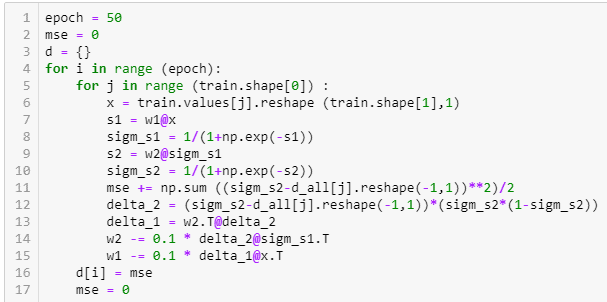 1 epoch = 50
2 mse = 0
3 d = {}
4 for i in range (epoch):
5     for j in range (train.shape[0]) :
6         x = train.values[j].reshape (train.shape[1],1)
7         s1 = w1@x
8         sigm_s1 = 1/(1+np.exp(-s1))
9         s2 = w2@sigm_s1
10         sigm_s2 = 1/(1+np.exp(-s2))
11         mse += np.sum ((sigm_s2-d_all[j].reshape(-1,1))**2)/2
12         delta_2 = (sigm_s2-d_all[j].reshape(-1,1))*(sigm_s2*(1-sigm_s2))
13         delta_1 = w2.T@delta_2
14         w2 -= 0.1 * delta_2@sigm_s1.T
15         w1 -= 0.1 * delta_1@x.T
16     d[i] = mse
17     mse = 0